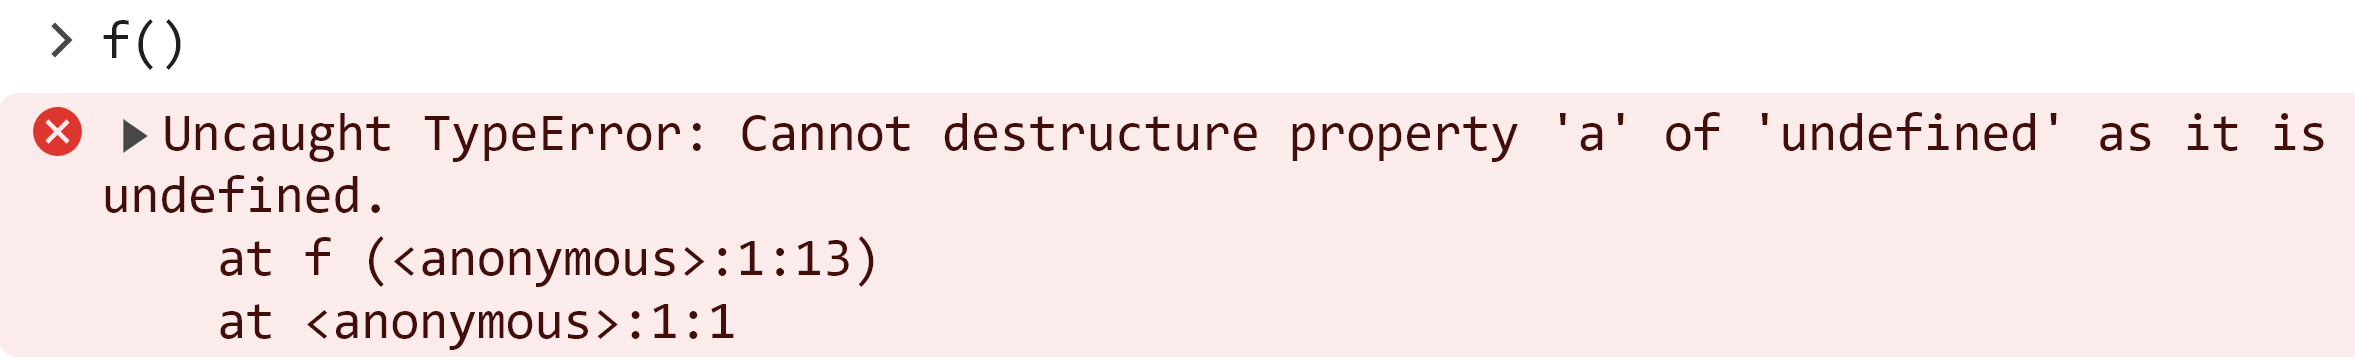 > f()
Uncaught TypeError: Cannot destructure property 'a' of 'undefined' as it is
undefined.
at f (<anonymous>:1:13)
at <anonymous>:1:1